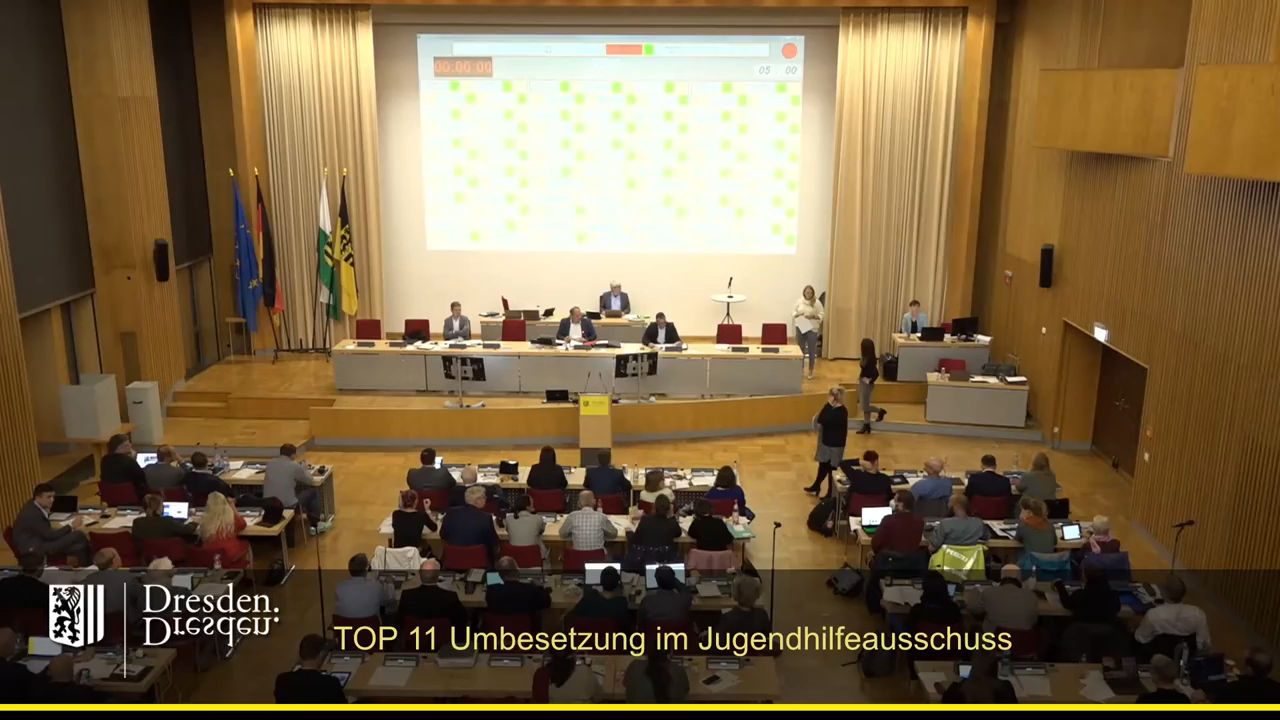 00:00:00
05 00
Dresden.
Dresden.
TOP 11 Umbesetzung im Jugendhilfeausschuss